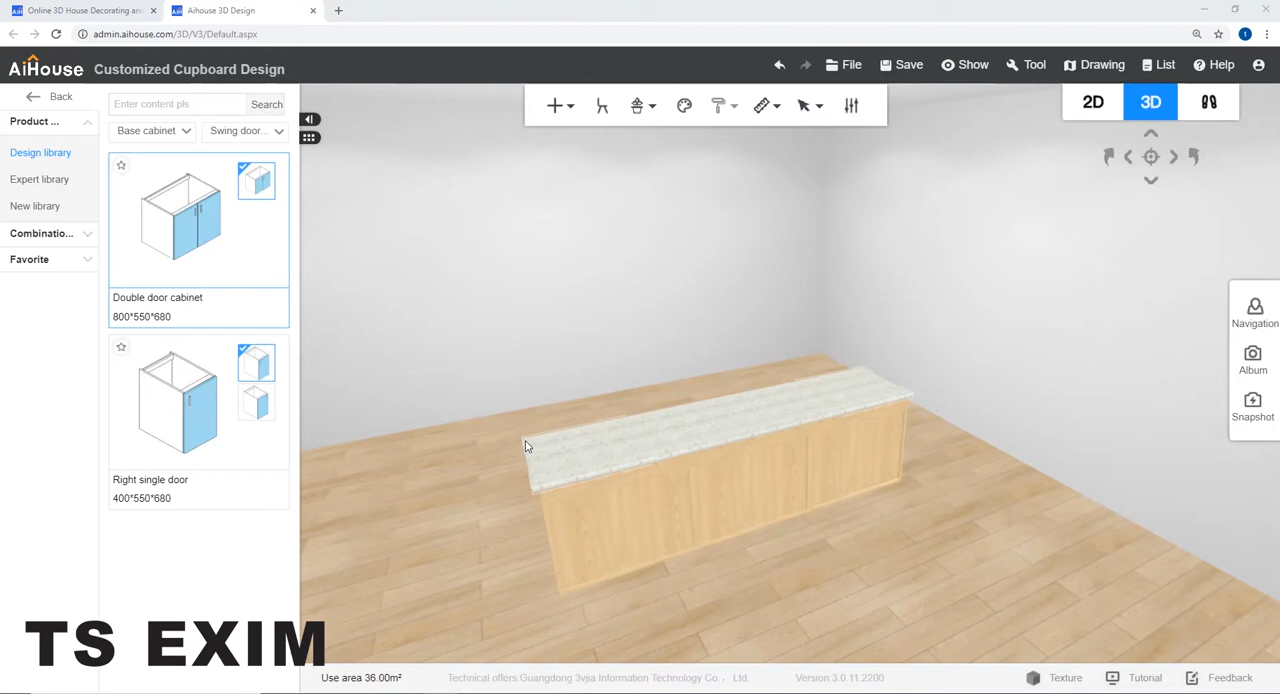 Online 3D House Decorating an
Aihouse 3D Design
admin.aihouse.com/3D/V3/Default.aspx
t
AiHouse Customized Cupboard Design
File Save Show Tool Drawing List Help
Back
Enter content pls Search
2D 3D
Product ...
Base cabinet Swing door...
Design library
Expert library
New library
Combinatio...
Favorite
Double door cabinet
800*550*680
Right single door
400*550*680
Navigation
Album
Snapshot
TS EXIM
Use area 36.00m² Technical offers Guangdong 3vjia Information Technology Co., Ltd. Version:3.0.11.2200 Texture Tutorial Feedback